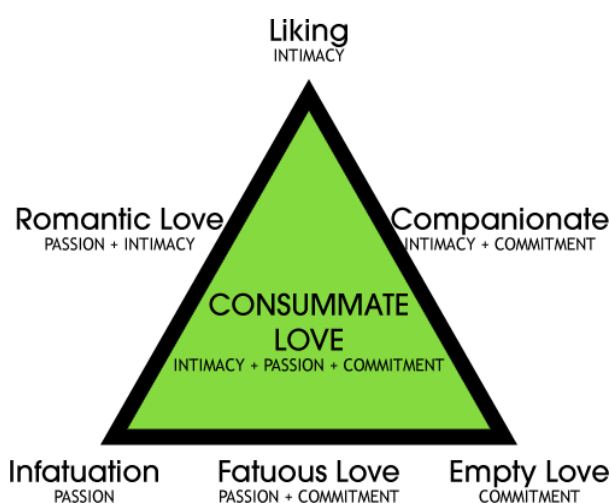 Liking
INTIMACY
Romantic Love
PASSION + INTIMACY
Companionate
INTIMACY + COMMITMENT
CONSUMMATE
LOVE
INTIMACY + PASSION + COMMITMENT
Infatuation
PASSION
Fatuous Love
PASSION + COMMITMENT
Empty Love
COMMITMENT